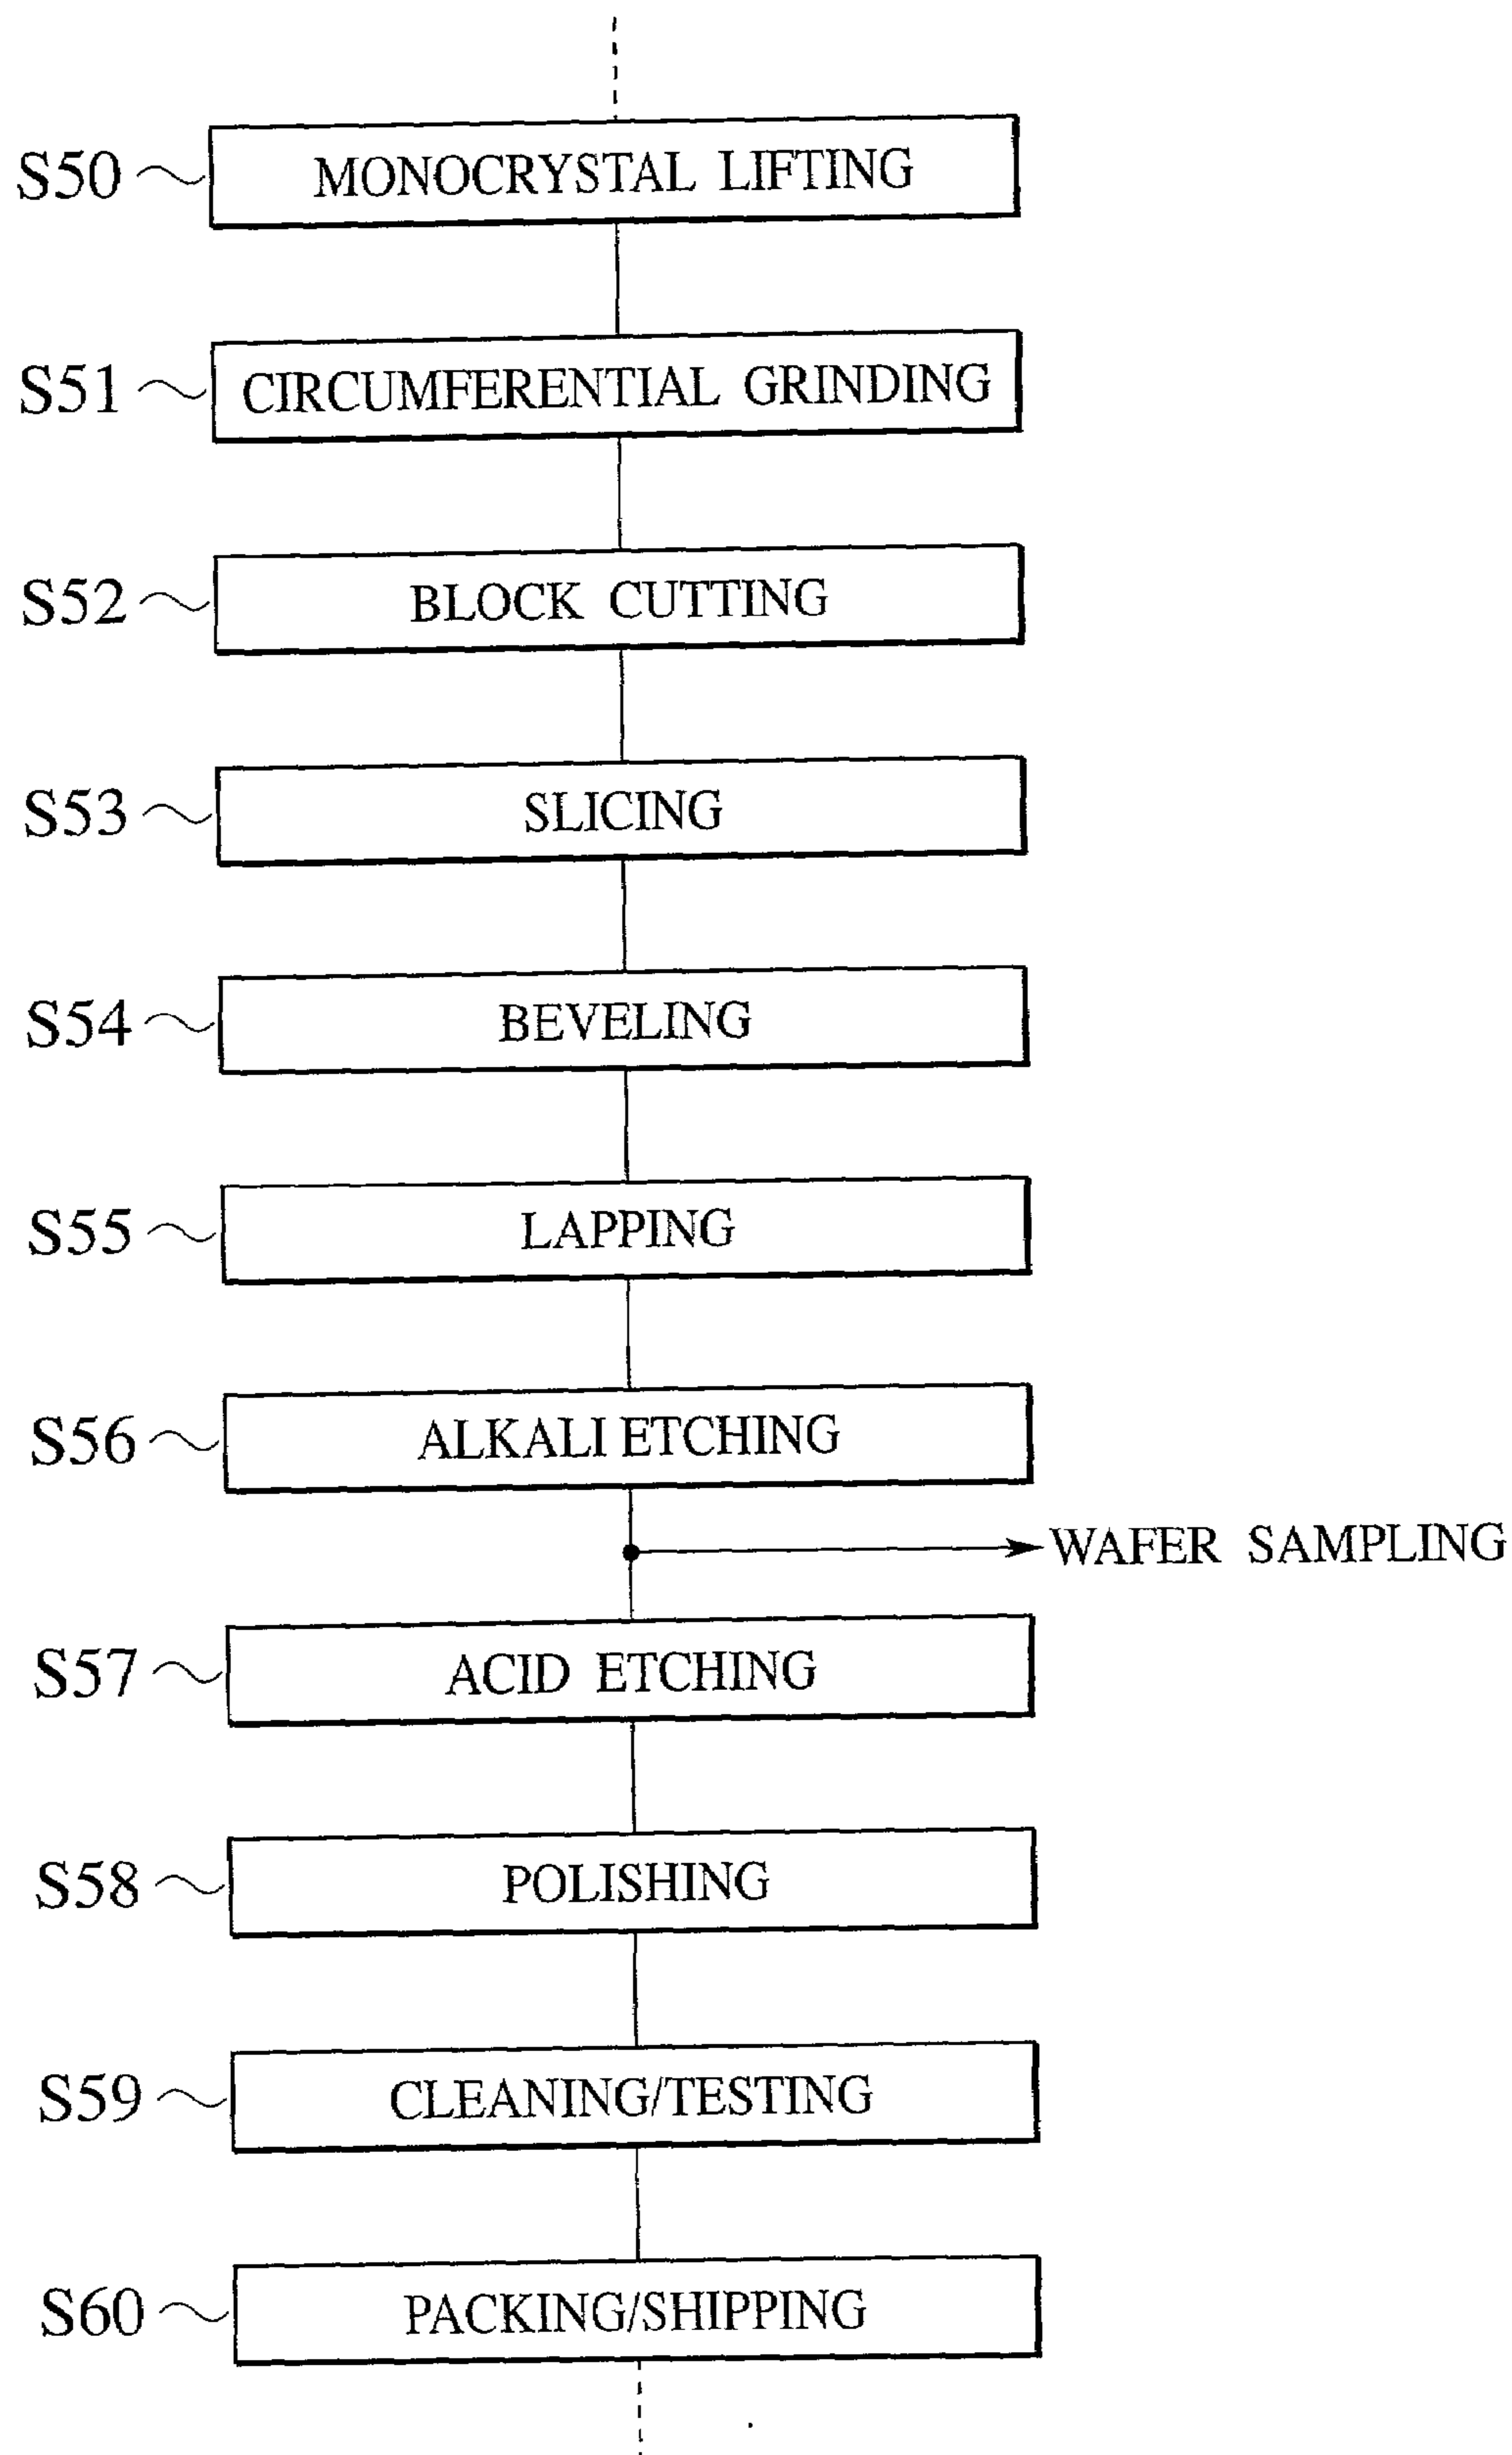 S50 MONOCRYSTAL LIFTING
S51 CIRCUMFERENTIAL GRINDING
S52 BLOCK CUTTING
S53 SLICING
S54 BEVELING
S55 LAPPING
S56 ALKALI ETCHING
WAFER SAMPLING
S57 ACID ETCHING
S58 POLISHING
S59 CLEANING/TESTING
S60 PACKING/SHIPPING